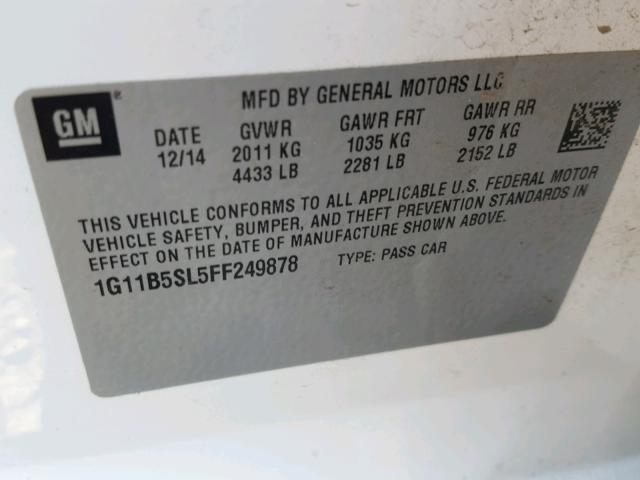 GM
MFD BY GENERAL MOTORS LLC
DATE GVWR GAWR FRT GAWR RR
12/14 2011 KG 1035 KG 976 KG
4433 LB 2281 LB 2152 LB
THIS VEHICLE CONFORMS TO ALL APPLICABLE U.S. FEDERAL MOTOR
VEHICLE SAFETY, BUMPER, AND THEFT PREVENTION STANDARDS IN
EFFECT ON THE DATE OF MANUFACTURE SHOWN ABOVE.
1G11B5SL5FF249878 TYPE: PASS CAR